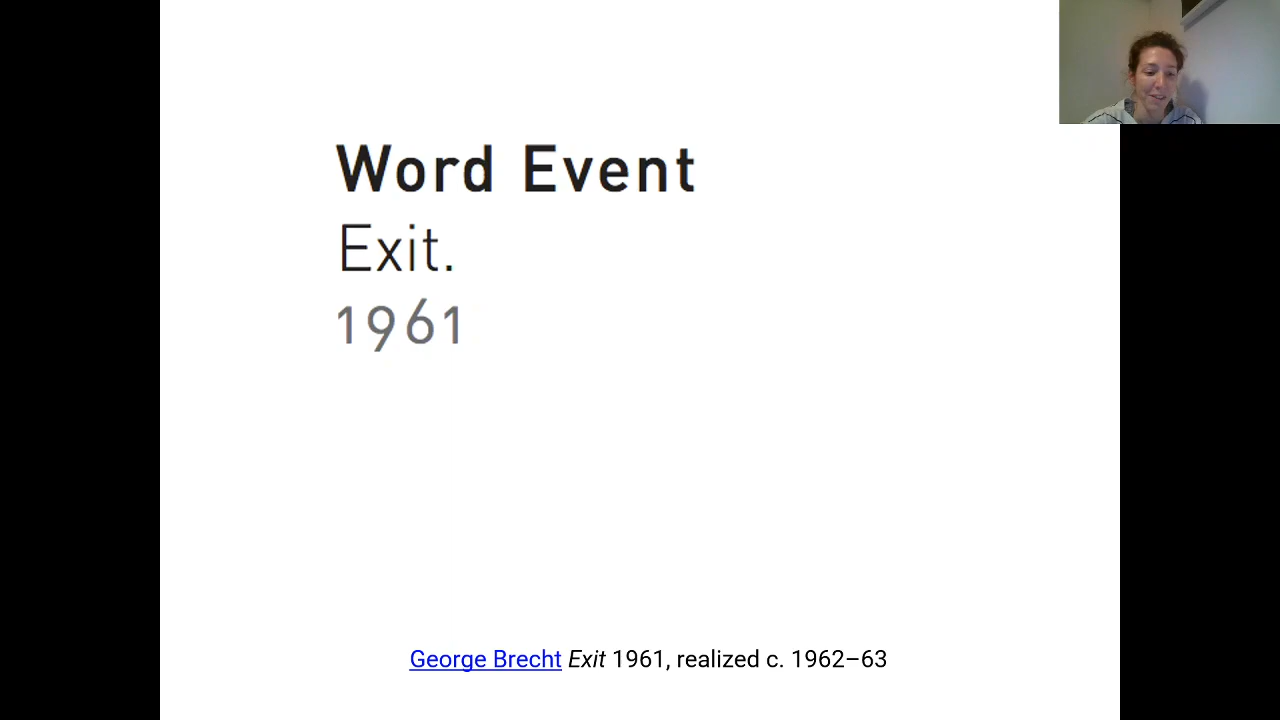 Word Event
Exit.
1961
George Brecht Exit 1961, realized c. 1962–63